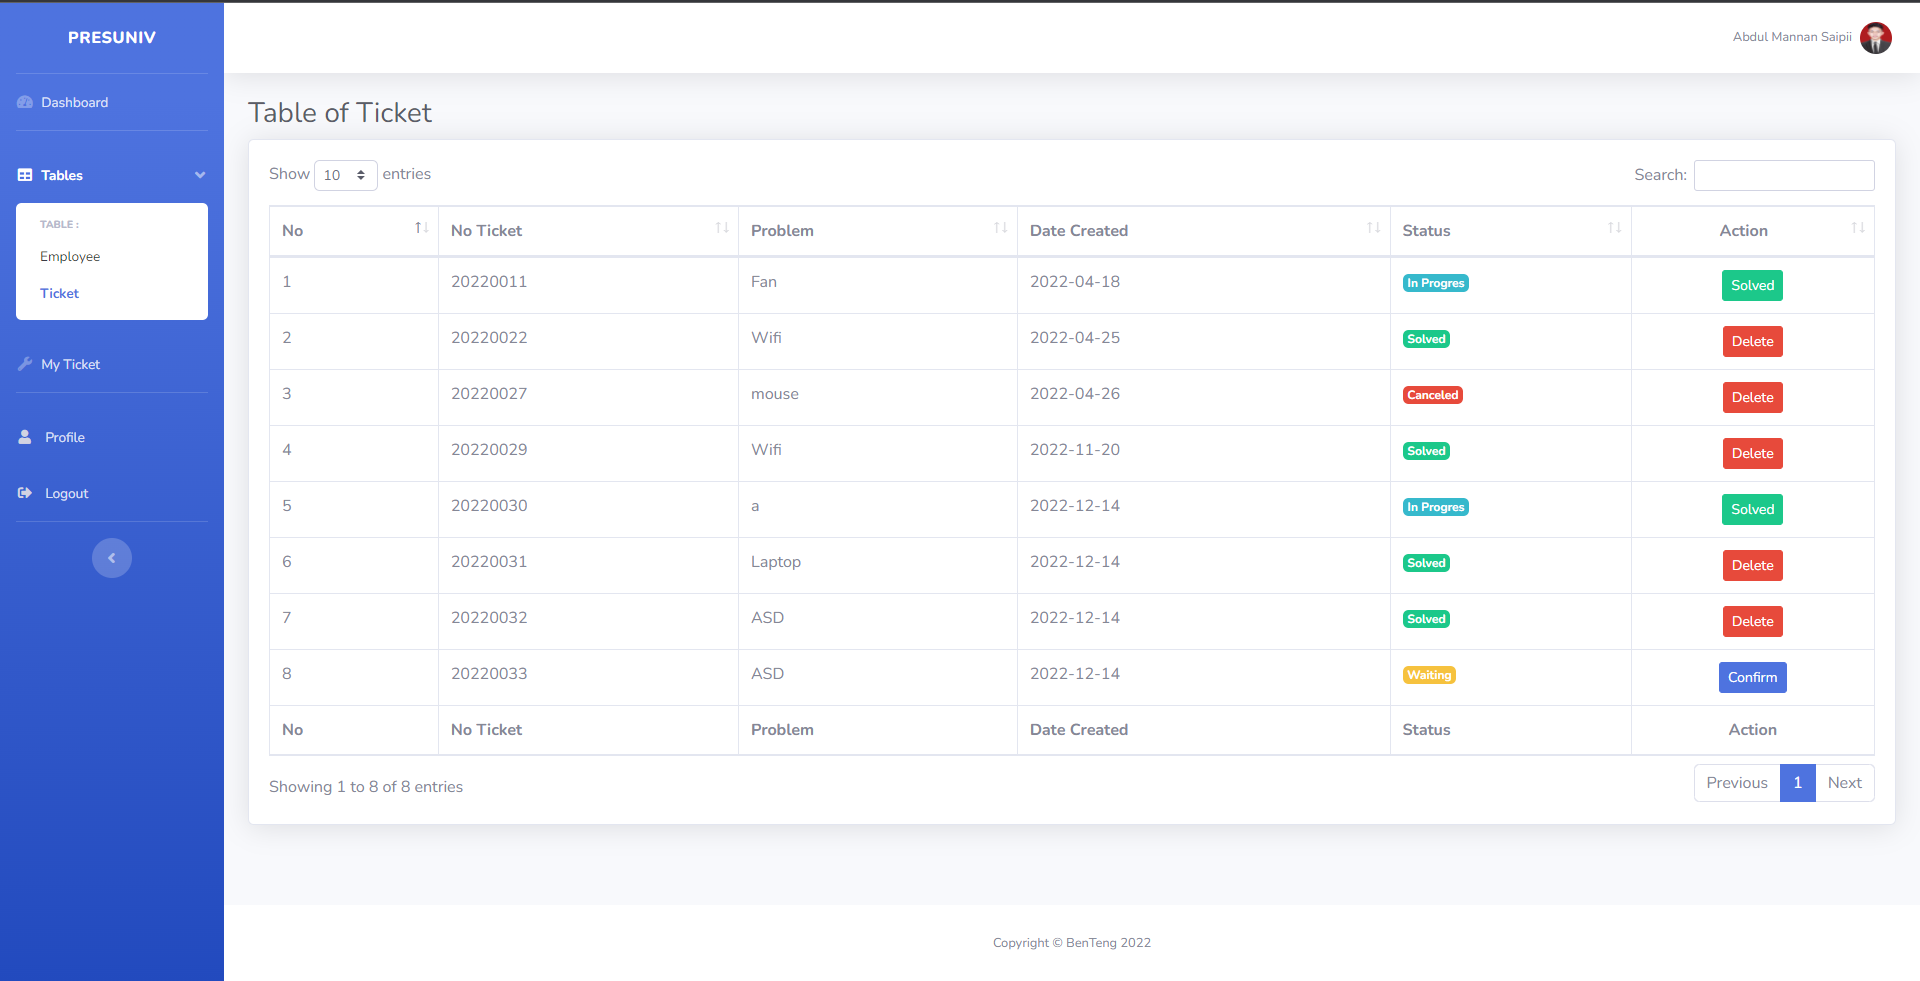 PRESUNIV
Abdul Mannan Saipii
Dashboard
Tables
TABLE :
Employee
Ticket
My Ticket
Profile
Logout
Table of Ticket
Show 10 entries
Search:
No No Ticket Problem Date Created Status Action
1 20220011 Fan 2022-04-18 In Progres Solved
2 20220022 Wifi 2022-04-25 Solved Delete
3 20220027 mouse 2022-04-26 Canceled Delete
4 20220029 Wifi 2022-11-20 Solved Delete
5 20220030 a 2022-12-14 In Progres Solved
6 20220031 Laptop 2022-12-14 Solved Delete
7 20220032 ASD 2022-12-14 Solved Delete
8 20220033 ASD 2022-12-14 Waiting Confirm
No No Ticket Problem Date Created Status Action
Showing 1 to 8 of 8 entries
Previous 1 Next
Copyright © BenTeng 2022